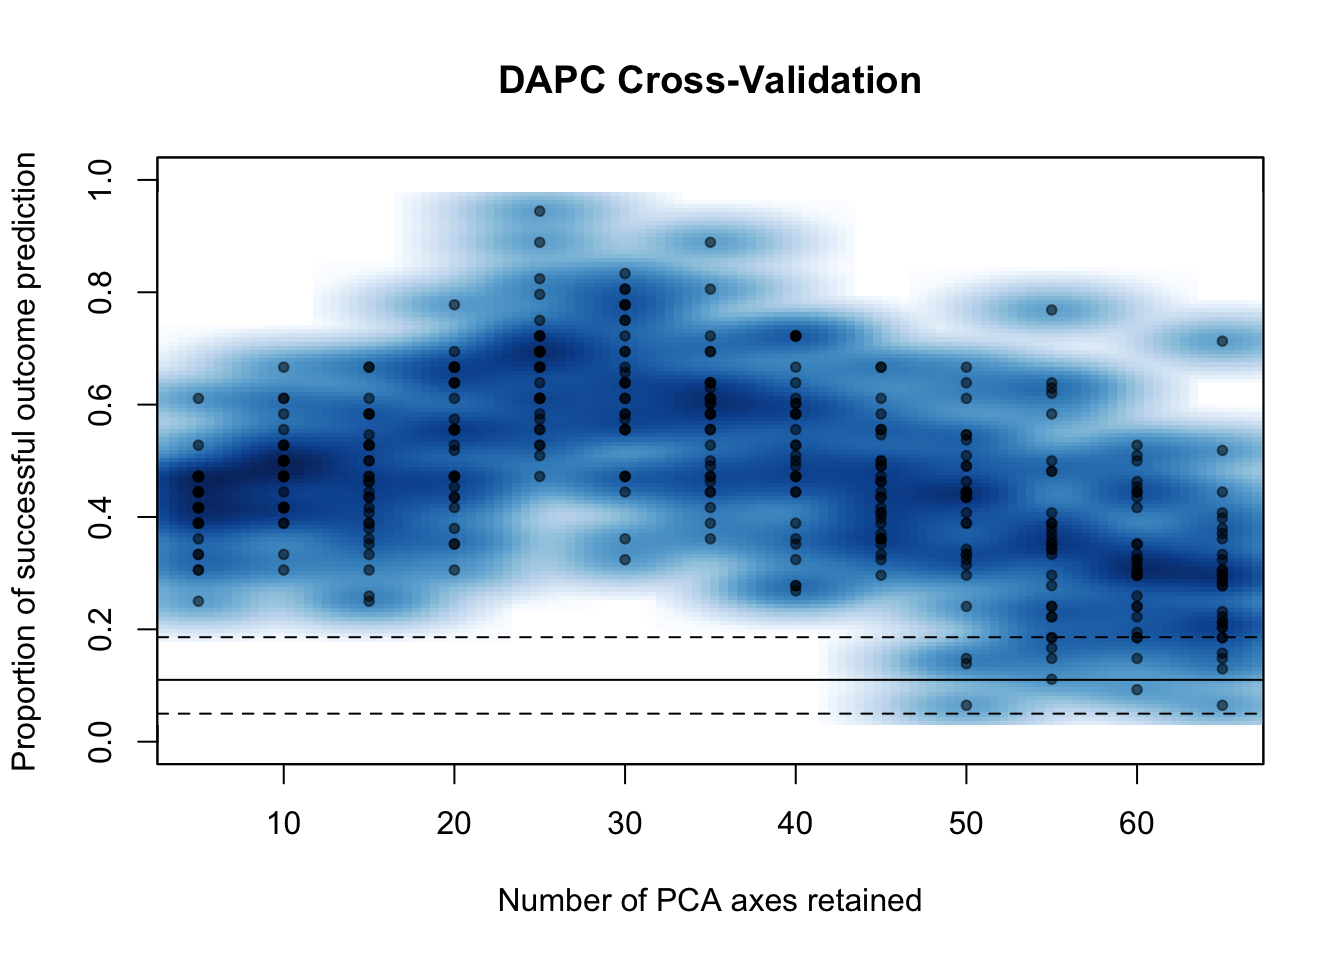 DAPC Cross-Validation
Proportion of successful outcome prediction
1.0
0.8
0.6
0.4
0.2
0.0
10 20 30 40 50 60
Number of PCA axes retained